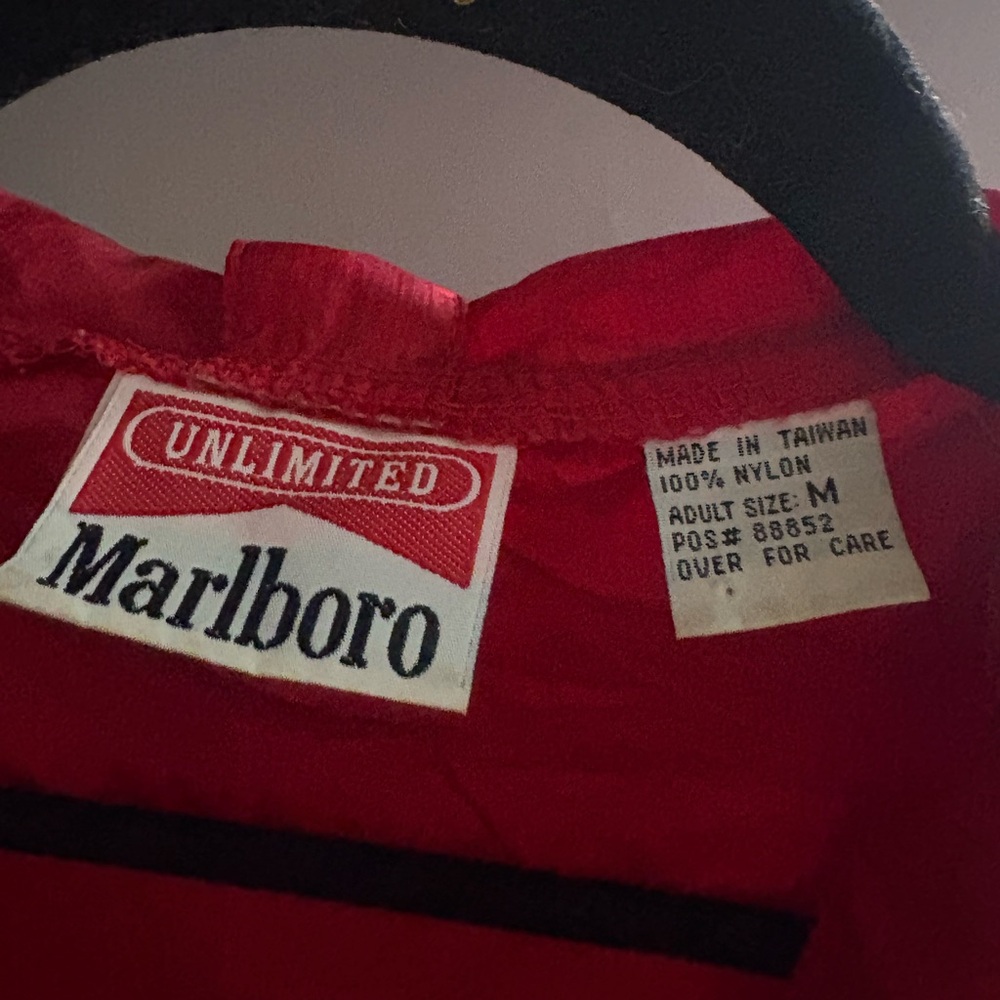 UNLIMITED
Marlboro
MADE IN TAIWAN
100% NYLON
ADULT SIZE: M
POS# 88852
OVER FOR CARE